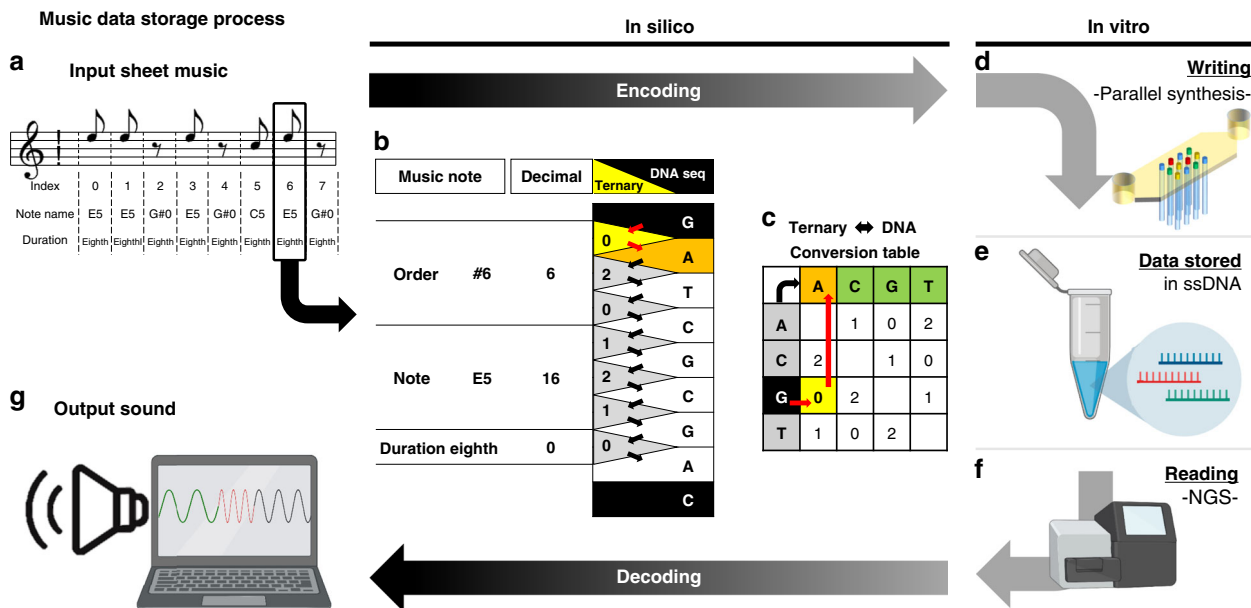 Music data storage process
In silico
In vitro
a
Input sheet music
Index 0 1 2 3 4 5 6 7
Note name E5 E5 G#0 E5 G#0 C5 E5 G#0
Duration Eighth Eighthl Eighth Eighth Eighth Eighth Eighth Eighth
Encoding
b
Music note Decimal Ternary DNA seq
G
0
A
Order #6 6
2
T
0
C
1
G
Note E5 16
2
C
1
G
Duration eighth 0
0
A
C
c
Ternary ⬌ DNA
Conversion table
A C G T
A 1 0 2
C 2 1 0
G 0 2 1
T 1 0 2
d
Writing
-Parallel synthesis-
e
Data stored
in ssDNA
f
Reading
-NGS-
Decoding
g
Output sound